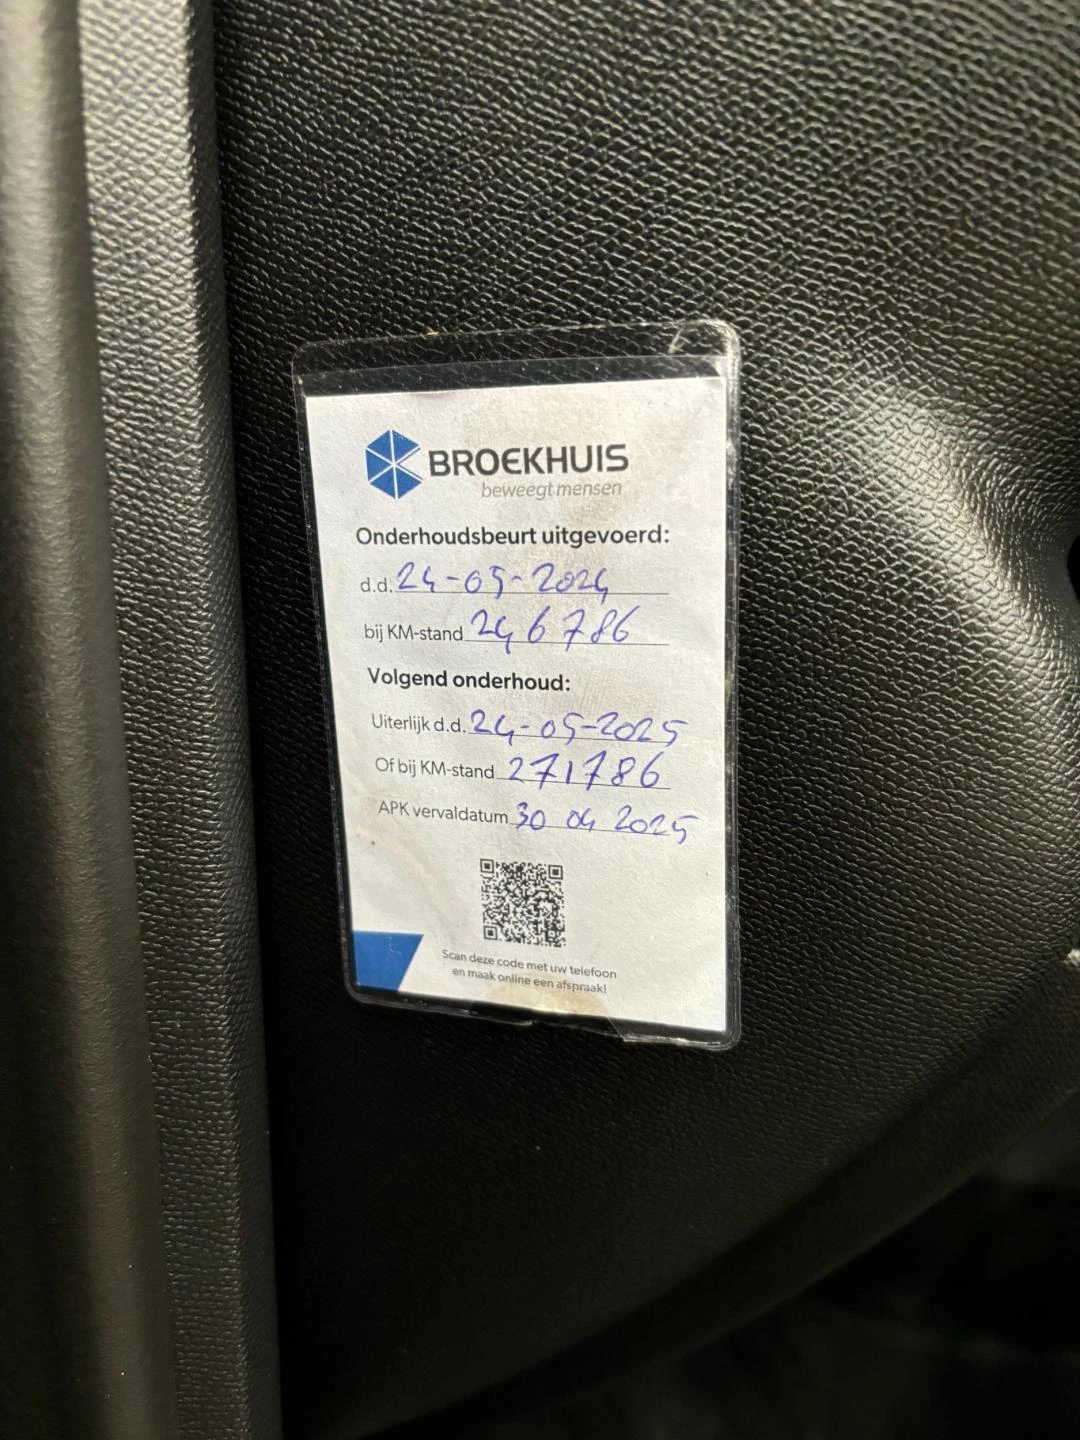 BROEKHUIS
beweegt mensen
Onderhoudsbeurt uitgevoerd:
d.d. 24-05-2024
bij KM-stand 246786
Volgend onderhoud:
Uiterlijk d.d. 24-05-2025
Of bij KM-stand 271786
APK vervaldatum 30 04 2025
Scan deze code met uw telefoon
en maak online een afspraak!